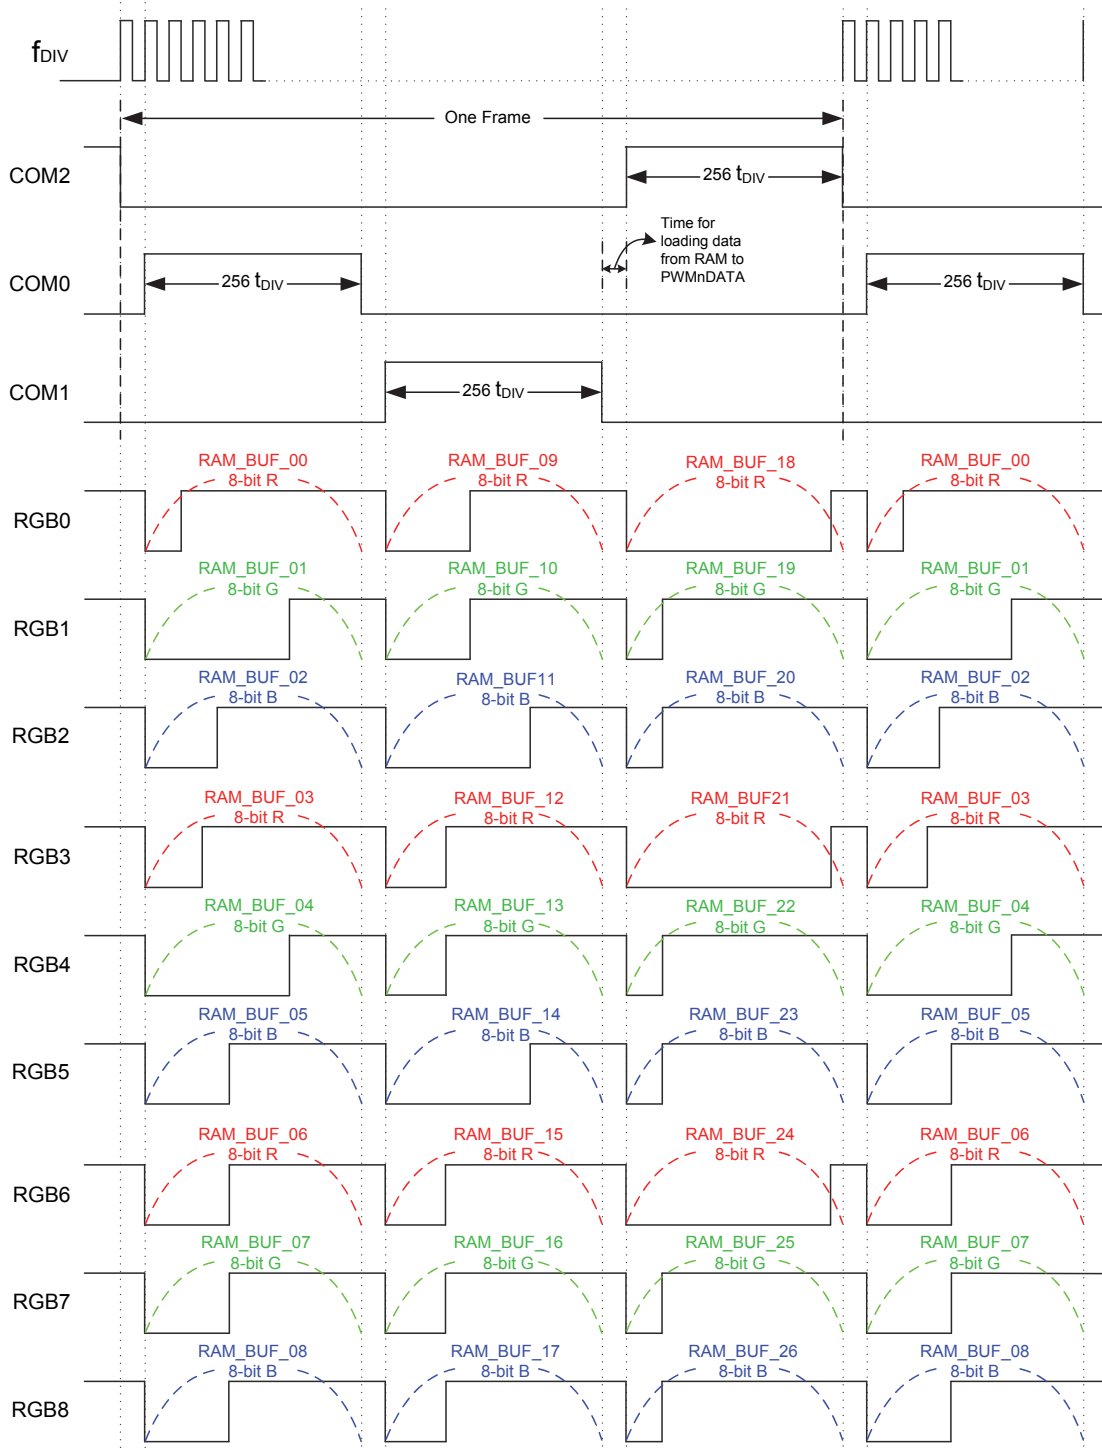 fDIV
One Frame
COM2
256 tDIV
Time for
loading data
from RAM to
PWMnDATA
COM0
256 tDIV
256 tDIV
COM1
256 tDIV
RAM_BUF_00
8-bit R
RAM_BUF_09
8-bit R
RAM_BUF_18
8-bit R
RAM_BUF_00
8-bit R
RGB0
RAM_BUF_01
8-bit G
RAM_BUF_10
8-bit G
RAM_BUF_19
8-bit G
RAM_BUF_01
8-bit G
RGB1
RAM_BUF_02
8-bit B
RAM_BUF11
8-bit B
RAM_BUF_20
8-bit B
RAM_BUF_02
8-bit B
RGB2
RAM_BUF_03
8-bit R
RAM_BUF_12
8-bit R
RAM_BUF21
8-bit R
RAM_BUF_03
8-bit R
RGB3
RAM_BUF_04
8-bit G
RAM_BUF_13
8-bit G
RAM_BUF_22
8-bit G
RAM_BUF_04
8-bit G
RGB4
RAM_BUF_05
8-bit B
RAM_BUF_14
8-bit B
RAM_BUF_23
8-bit B
RAM_BUF_05
8-bit B
RGB5
RAM_BUF_06
8-bit R
RAM_BUF_15
8-bit R
RAM_BUF_24
8-bit R
RAM_BUF_06
8-bit R
RGB6
RAM_BUF_07
8-bit G
RAM_BUF_16
8-bit G
RAM_BUF_25
8-bit G
RAM_BUF_07
8-bit G
RGB7
RAM_BUF_08
8-bit B
RAM_BUF_17
8-bit B
RAM_BUF_26
8-bit B
RAM_BUF_08
8-bit B
RGB8